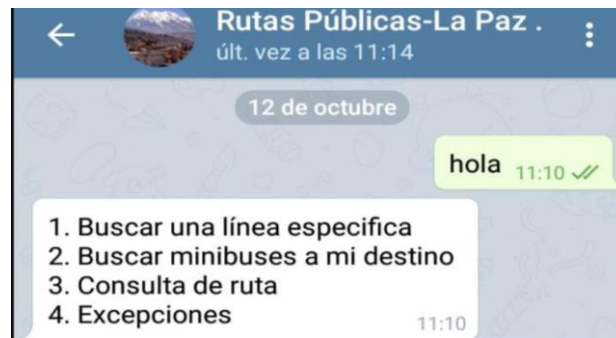 Rutas Públicas-La Paz .
últ. vez a las 11:14
12 de octubre
hola 11:10
1. Buscar una línea especifica
2. Buscar minibuses a mi destino
3. Consulta de ruta
4. Excepciones
11:10